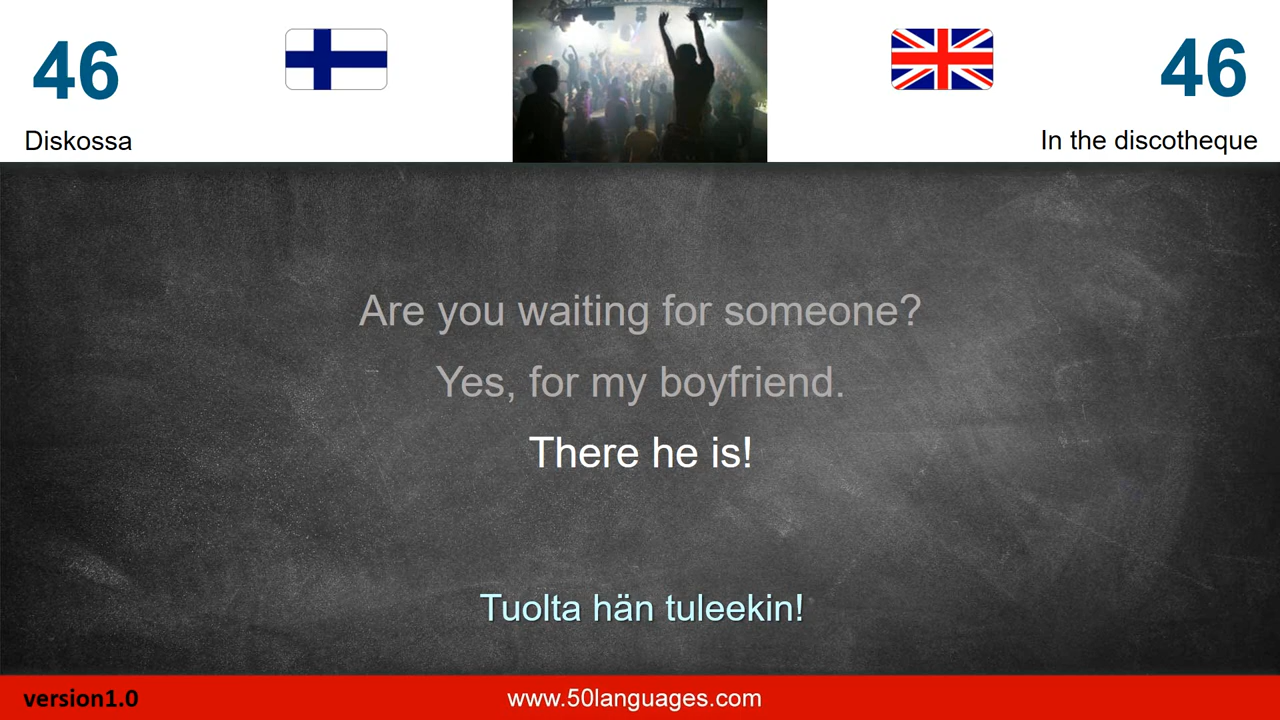 46
46
Diskossa
In the discotheque
Are you waiting for someone?
Yes, for my boyfriend.
There he is!
Tuolta hän tuleekin!
version1.0
www.50languages.com